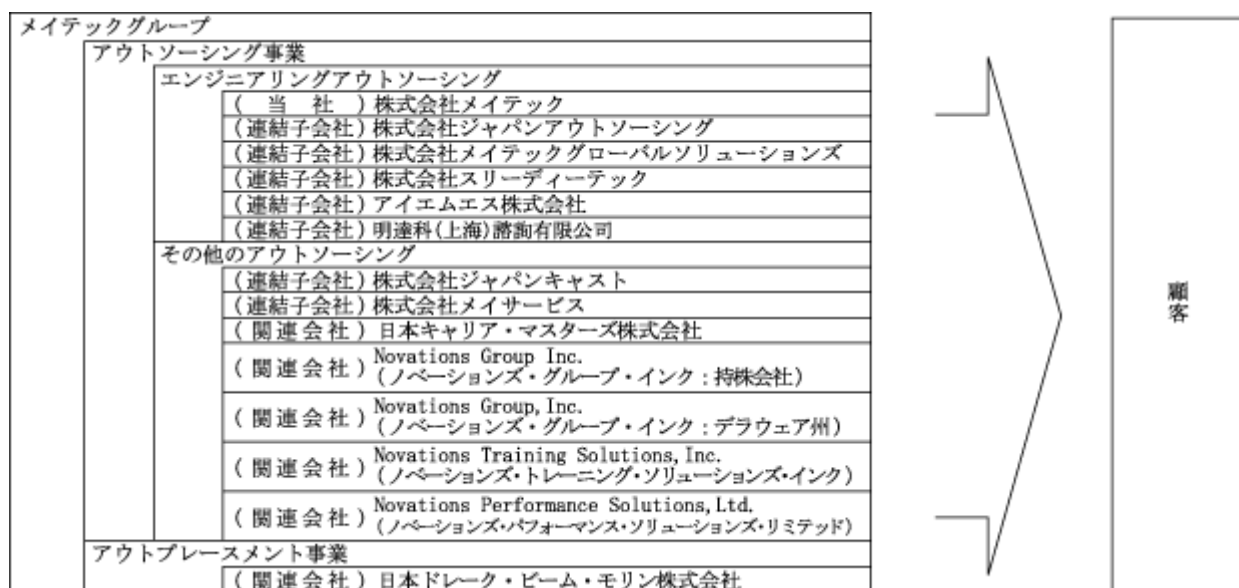 メイテックグループ
アウトソーシング事業
エンジニアリングアウトソーシング
( 当 社 ) 株式会社メイテック
(連結子会社) 株式会社ジャパンアウトソーシング
(連結子会社) 株式会社メイテックグローバルソリューションズ
(連結子会社) 株式会社スリーディーテック
(連結子会社) アイエムエス株式会社
(連結子会社) 明達科(上海)諮詢有限公司
その他のアウトソーシング
(連結子会社) 株式会社ジャパンキャスト
(連結子会社) 株式会社メイサービス
(関連会社) 日本キャリア・マスターズ株式会社
(関連会社) Novations Group Inc.
(ノベーションズ・グループ・インク:持株会社)
(関連会社) Novations Group,Inc.
(ノベーションズ・グループ・インク:デラウェア州)
(関連会社) Novations Training Solutions,Inc.
(ノベーションズ・トレーニング・ソリューションズ・インク)
(関連会社) Novations Performance Solutions,Ltd.
(ノベーションズ・パフォーマンス・ソリューションズ・リミテッド)
アウトプレースメント事業
(関連会社) 日本ドレーク・ビーム・モリン株式会社
顧客